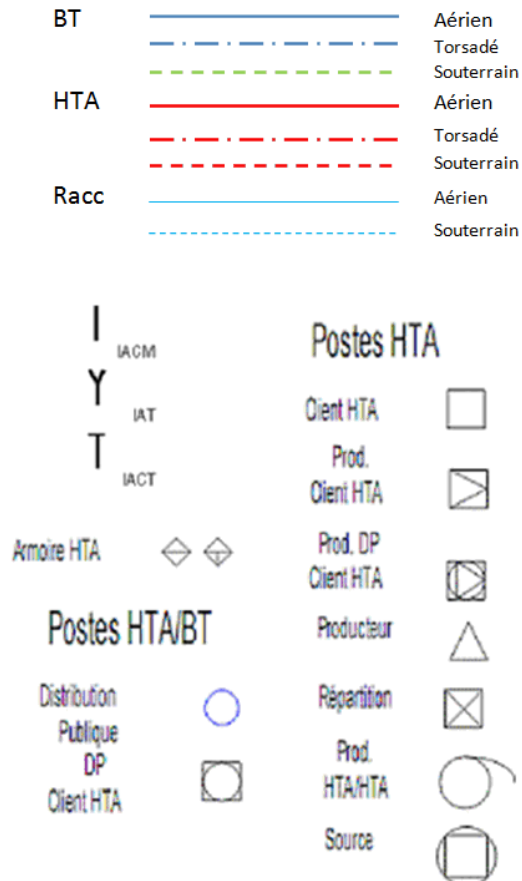 BT Aérien
Torsadé
Souterrain
HTA Aérien
Torsadé
Souterrain
Racc Aérien
Souterrain
IACM
IAT
IACT
Armoire HTA
Postes HTA/BT
Distribution
Publique
DP
Client HTA
Postes HTA
Client HTA
Prod.
Client HTA
Prod. DP
Client HTA
Producteur
Répartition
Prod.
HTA/HTA
Source